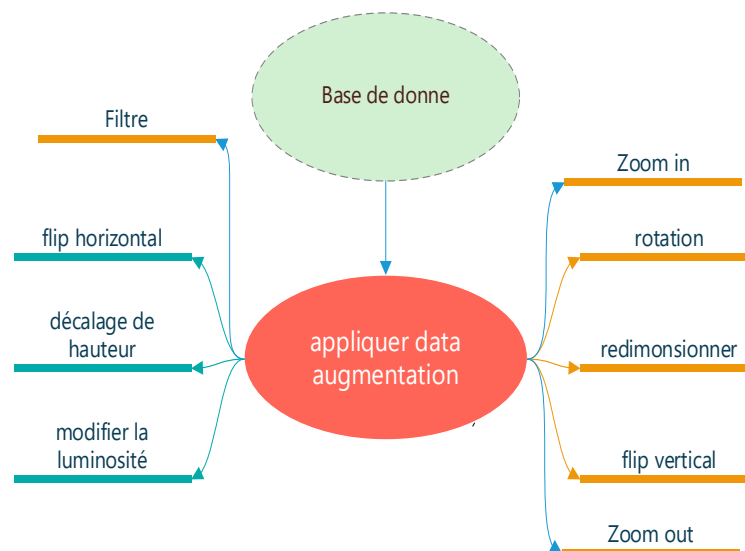 Base de donne
Filtre
flip horizontal
décalage de
hauteur
modifier la
luminosité
appliquer data
augmentation
Zoom in
rotation
redimonsionner
flip vertical
Zoom out